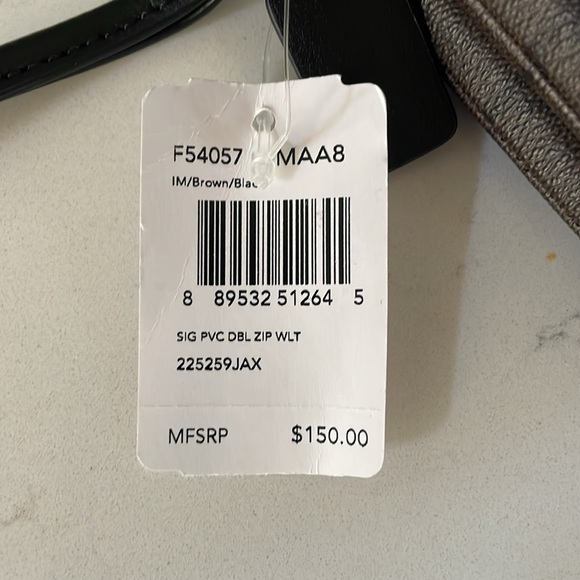 F54057 MAA8
IM/Brown/Blac
8 89532 51264 5
SIG PVC DBL ZIP WLT
225259JAX
MFSRP $150.00